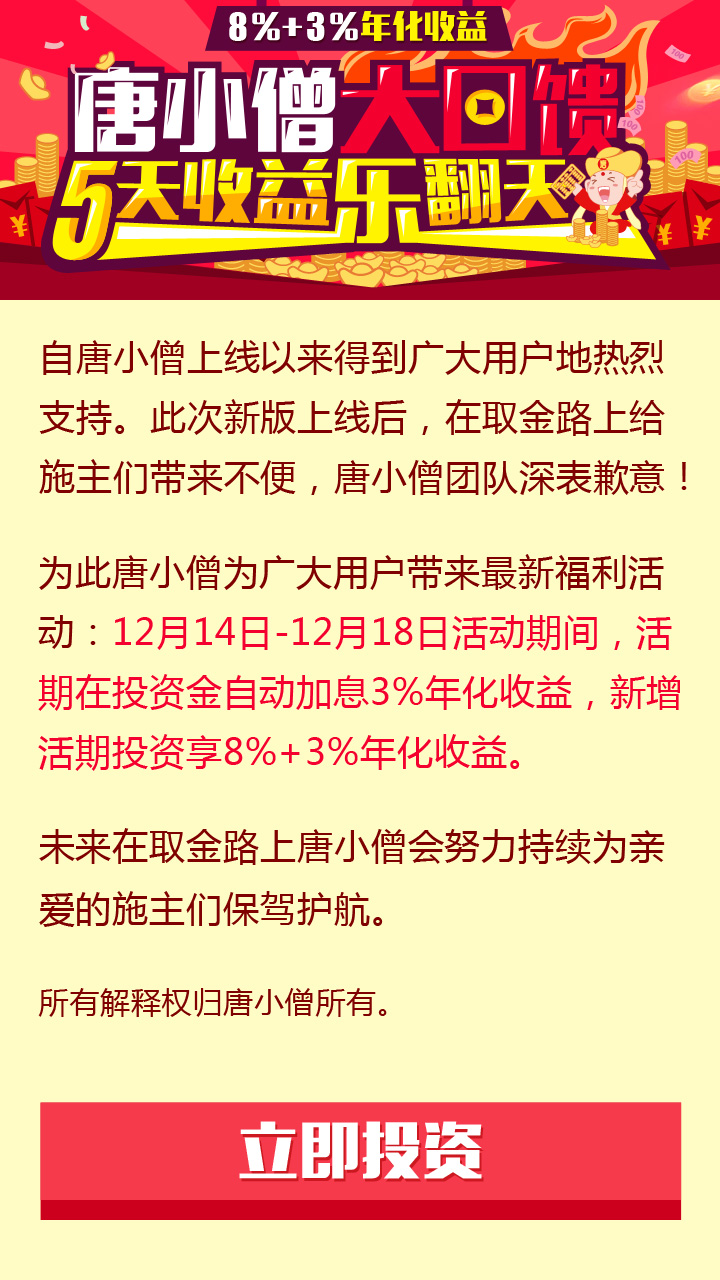 8%+3%年化收益
唐小僧大回馈
5天收益乐翻天
自唐小僧上线以来得到广大用户地热烈
支持。此次新版上线后，在取金路上给
施主们带来不便，唐小僧团队深表歉意！
为此唐小僧为广大用户带来最新福利活
动：12月14日-12月18日活动期间，活
期在投资金自动加息3%年化收益，新增
活期投资享8%+3%年化收益。
未来在取金路上唐小僧会努力持续为亲
爱的施主们保驾护航。
所有解释权归唐小僧所有。
立即投资